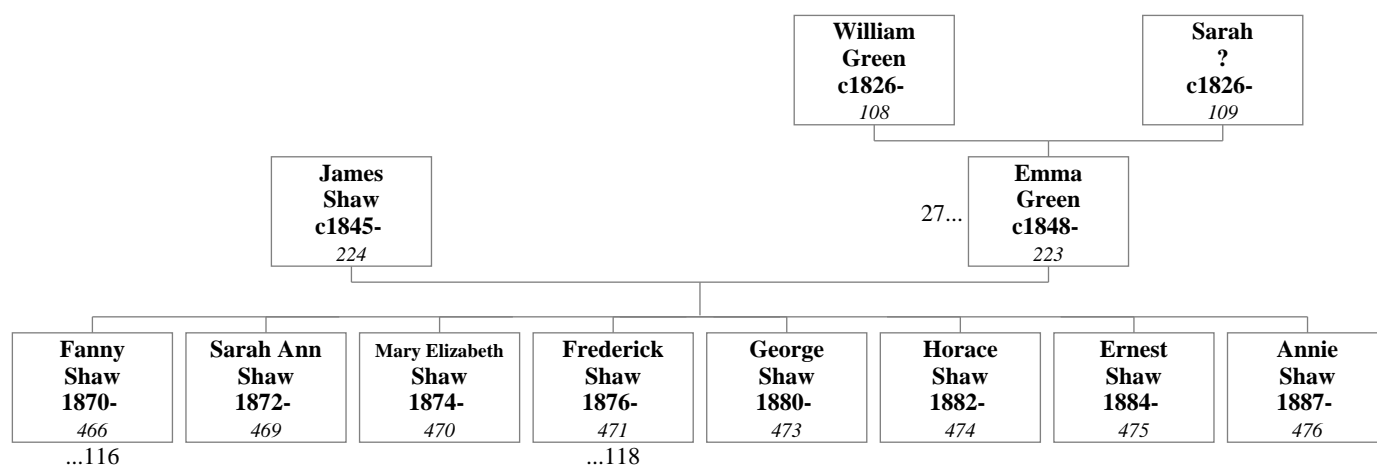 William
Green
c1826-
108
Sarah
?
c1826-
109
James
Shaw
c1845-
224
27...
Emma
Green
c1848-
223
Fanny
Shaw
1870-
466
...116
Sarah Ann
Shaw
1872-
469
Mary Elizabeth
Shaw
1874-
470
Frederick
Shaw
1876-
471
...118
George
Shaw
1880-
473
Horace
Shaw
1882-
474
Ernest
Shaw
1884-
475
Annie
Shaw
1887-
476